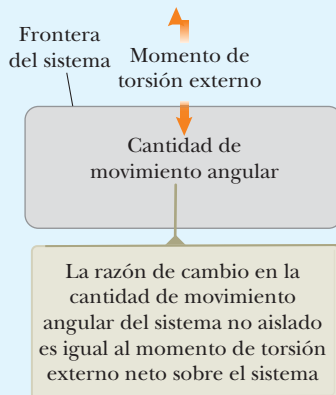 Frontera
del sistema
Momento de
torsión externo
Cantidad de
movimiento angular
La razón de cambio en la
cantidad de movimiento
angular del sistema no aislado
es igual al momento de torsión
externo neto sobre el sistema